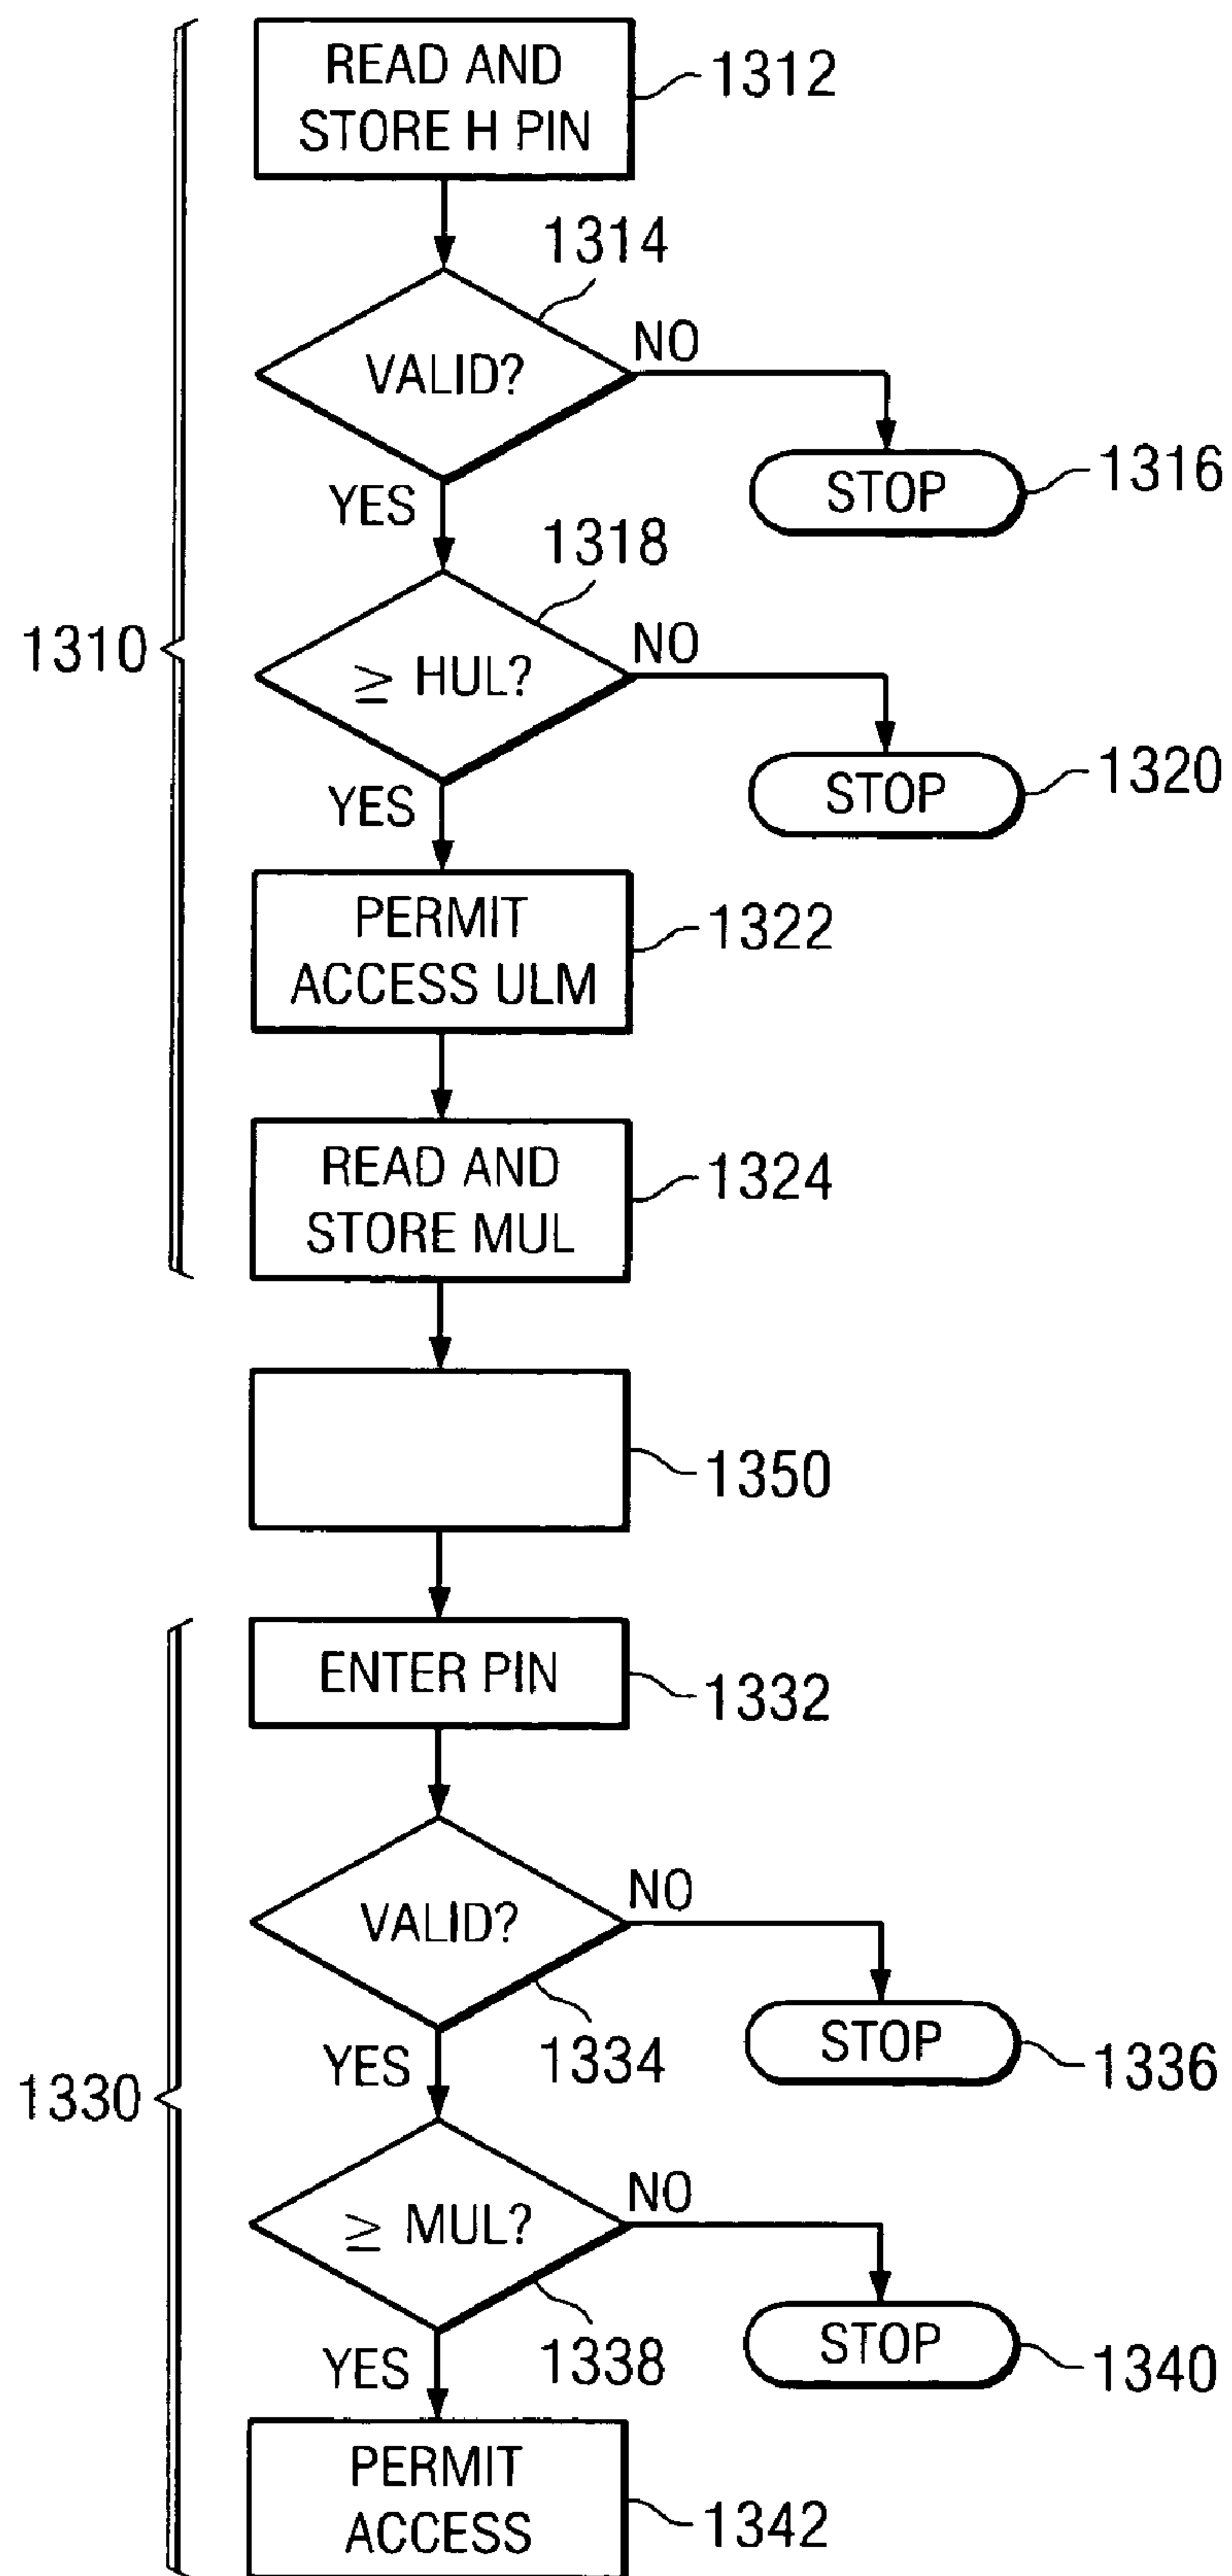 READ AND
STORE H PIN
1312
1314
VALID?
NO
STOP
1316
YES
1318
1310
≥ HUL?
NO
STOP
1320
YES
PERMIT
ACCESS ULM
1322
READ AND
STORE MUL
1324
1350
ENTER PIN
1332
VALID?
NO
1334
STOP
1336
YES
1330
≥ MUL?
NO
1338
STOP
1340
YES
PERMIT
ACCESS
1342